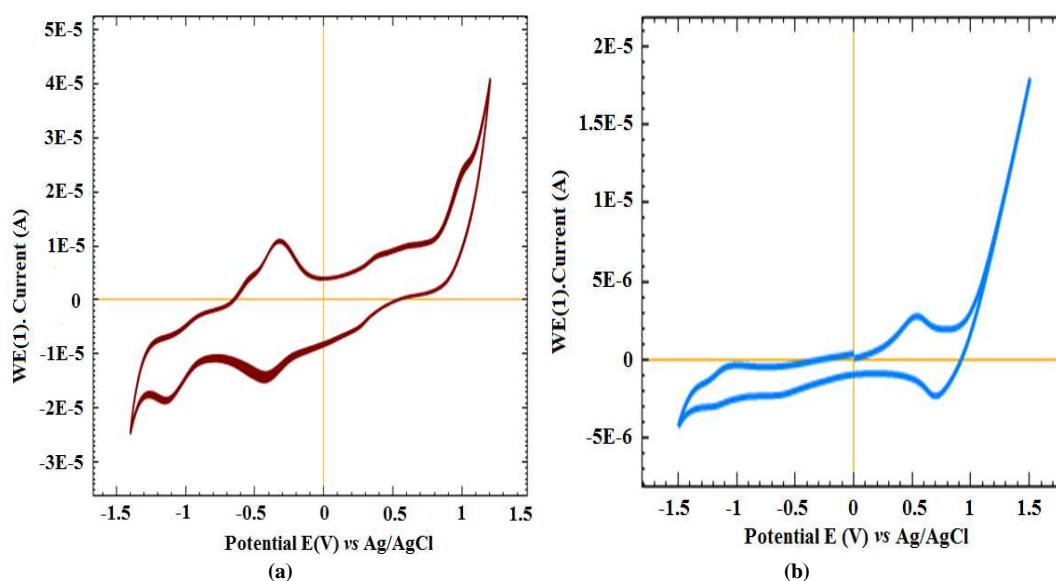 5E-5
4E-5
3E-5
2E-5
1E-5
0
-1E-5
-2E-5
-3E-5
WE(1). Current (A)
-1.5 -1 -0.5 0 0.5 1 1.5
Potential E(V) vs Ag/AgCl
(a)
2E-5
1.5E-5
1E-5
5E-6
0
-5E-6
WE(1).Current (A)
-1.5 -1 -0.5 0 0.5 1 1.5
Potential E (V) vs Ag/AgCl
(b)